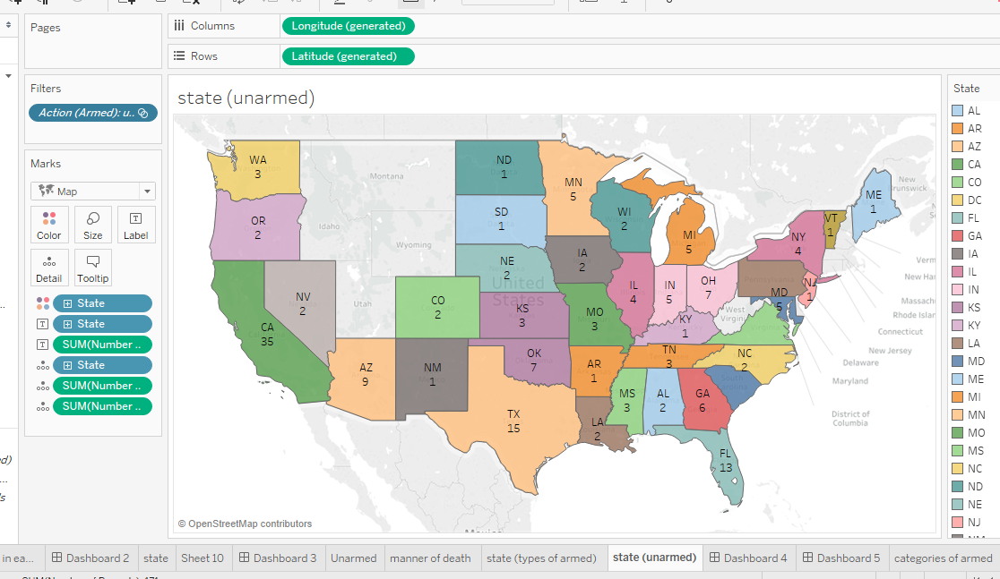 Pages
Columns
Longitude (generated)
Rows
Latitude (generated)
Filters
Action (Armed): u..
Marks
Map
Color
Size
Label
Detail
Tooltip
State
State
SUM(Number ..
State
SUM(Number ..
SUM(Number ..
state (unarmed)
WA
3
Montana
ND
1
MN
5
OR
2
Idaho
Wyoming
SD
1
WI
2
MI
5
ME
1
New
Brunswick
VT
1
NY
4
NV
2
Utah
NE
2
IA
2
United
States
IL
4
IN
5
OH
7
Pennsylvania
NJ
1
MD
5
CA
35
CO
2
KS
3
MO
3
KY
1
West
Virginia
AZ
9
NM
1
OK
7
AR
1
TN
3
NC
2
TX
15
LA
2
MS
3
AL
2
GA
6
FL
13
Verm
New Ha
Massach
Rhode Islar
Connecticut
New Jersey
Delaware
Maryland
District of
Columbia
© OpenStreetMap contributors
State
AL
AR
AZ
CA
CO
DC
FL
GA
IA
IL
IN
KS
KY
LA
MD
ME
MI
MN
MO
MS
NC
ND
NE
NJ
in ea...
Dashboard 2
state
Sheet 10
Dashboard 3
Unarmed
manner of death
state (types of armed)
state (unarmed)
Dashboard 4
Dashboard 5
categories of armed